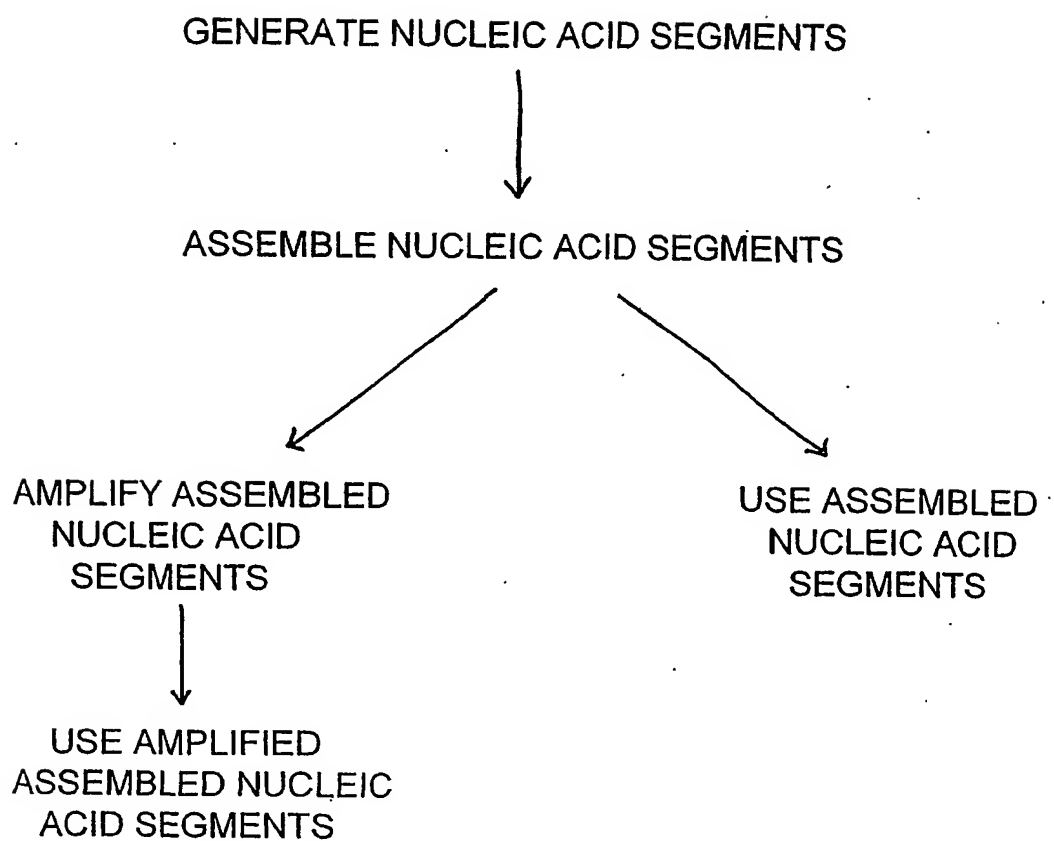 GENERATE NUCLEIC ACID SEGMENTS
ASSEMBLE NUCLEIC ACID SEGMENTS
AMPLIFY ASSEMBLED
NUCLEIC ACID
SEGMENTS
USE ASSEMBLED
NUCLEIC ACID
SEGMENTS
USE AMPLIFIED
ASSEMBLED NUCLEIC
ACID SEGMENTS